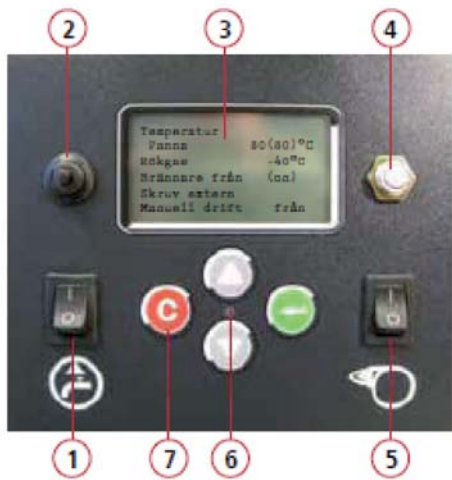 2
3
4
Temperatur
Panna 80(80)°C
Rökgas -40°C
Brännare från (aa)
Skruv extern
Manuell drift från
C
1
7
6
5